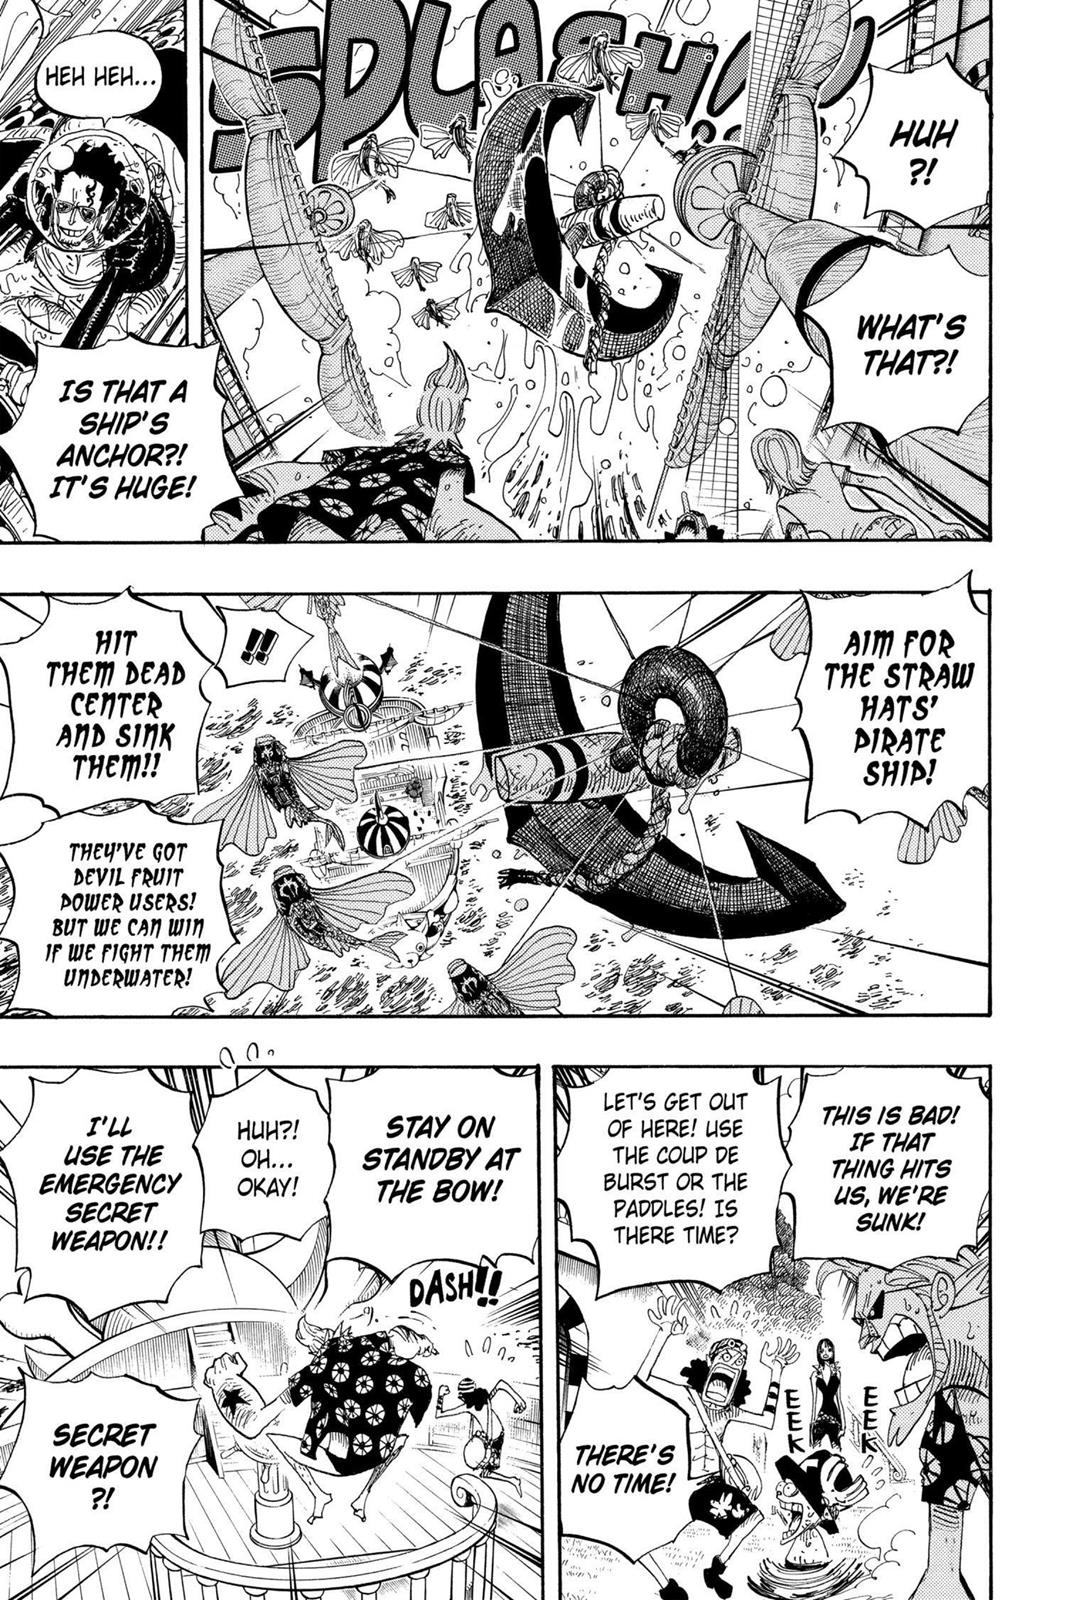 SPLASH!!
HUH
?!
WHAT'S
THAT?!
HEH HEH...
IS THAT A
SHIP'S
ANCHOR?!
IT'S HUGE!
AIM FOR
THE STRAW
HATS'
PIRATE
SHIP!
!!
HIT
THEM DEAD
CENTER
AND SINK
THEM!!
THEY'VE GOT
DEVIL FRUIT
POWER USERS!
BUT WE CAN WIN
IF WE FIGHT THEM
UNDERWATER!
THIS IS BAD!
IF THAT
THING HITS
US, WE'RE
SUNK!
LET'S GET OUT
OF HERE! USE
THE COUP DE
BURST OR THE
PADDLES! IS
THERE TIME?
EEK
EEK
THERE'S
NO TIME!
STAY ON
STANDBY AT
THE BOW!
HUH?!
OH...
OKAY!
I'LL
USE THE
EMERGENCY
SECRET
WEAPON!!
DASH!!
SECRET
WEAPON
?!